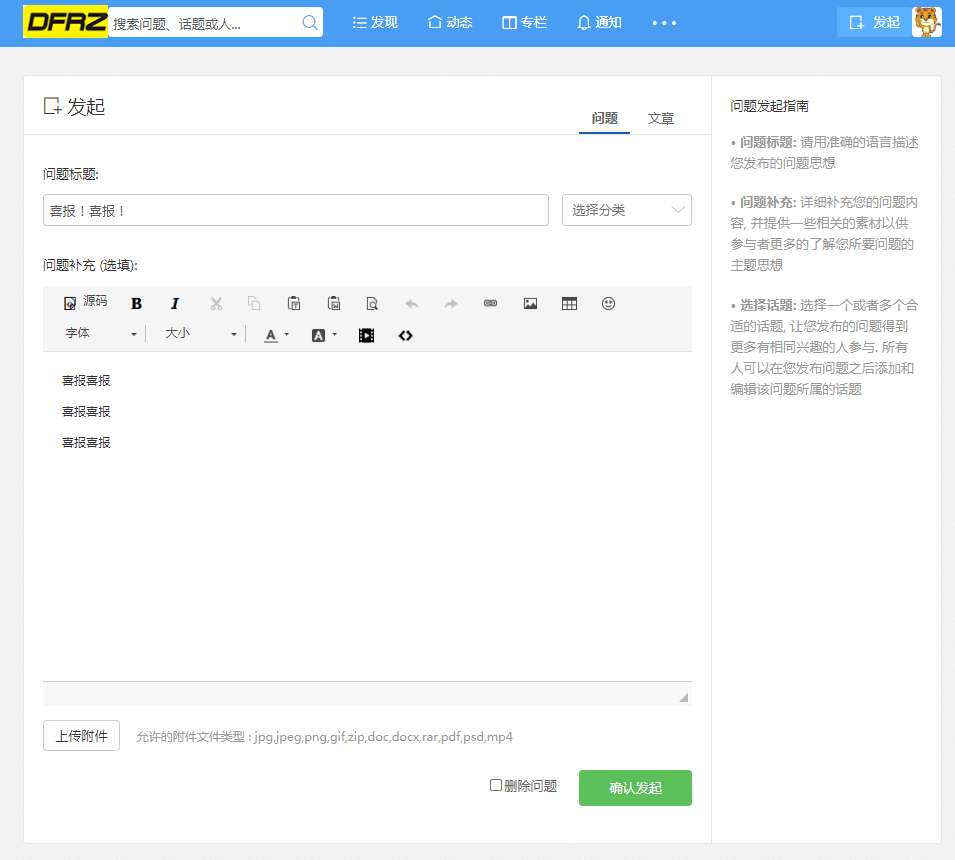 DFRZ 搜索问题、话题或人... 发现 动态 专栏 通知 发起
发起
问题 文章
问题标题:
喜报！喜报！ 选择分类
问题补充 (选填):
源码 B I
字体 大小 A A
喜报喜报
喜报喜报
喜报喜报
上传附件 允许的附件文件类型 : jpg,jpeg,png,gif,zip,doc,docx,rar,pdf,psd,mp4
删除问题 确认发起
问题发起指南
• 问题标题: 请用准确的语言描述
您发布的问题思想
• 问题补充: 详细补充您的问题内
容, 并提供一些相关的素材以供
参与者更多的了解您所要问题的
主题思想
• 选择话题: 选择一个或者多个合
适的话题, 让您发布的问题得到
更多有相同兴趣的人参与. 所有
人可以在您发布问题之后添加和
编辑该问题所属的话题